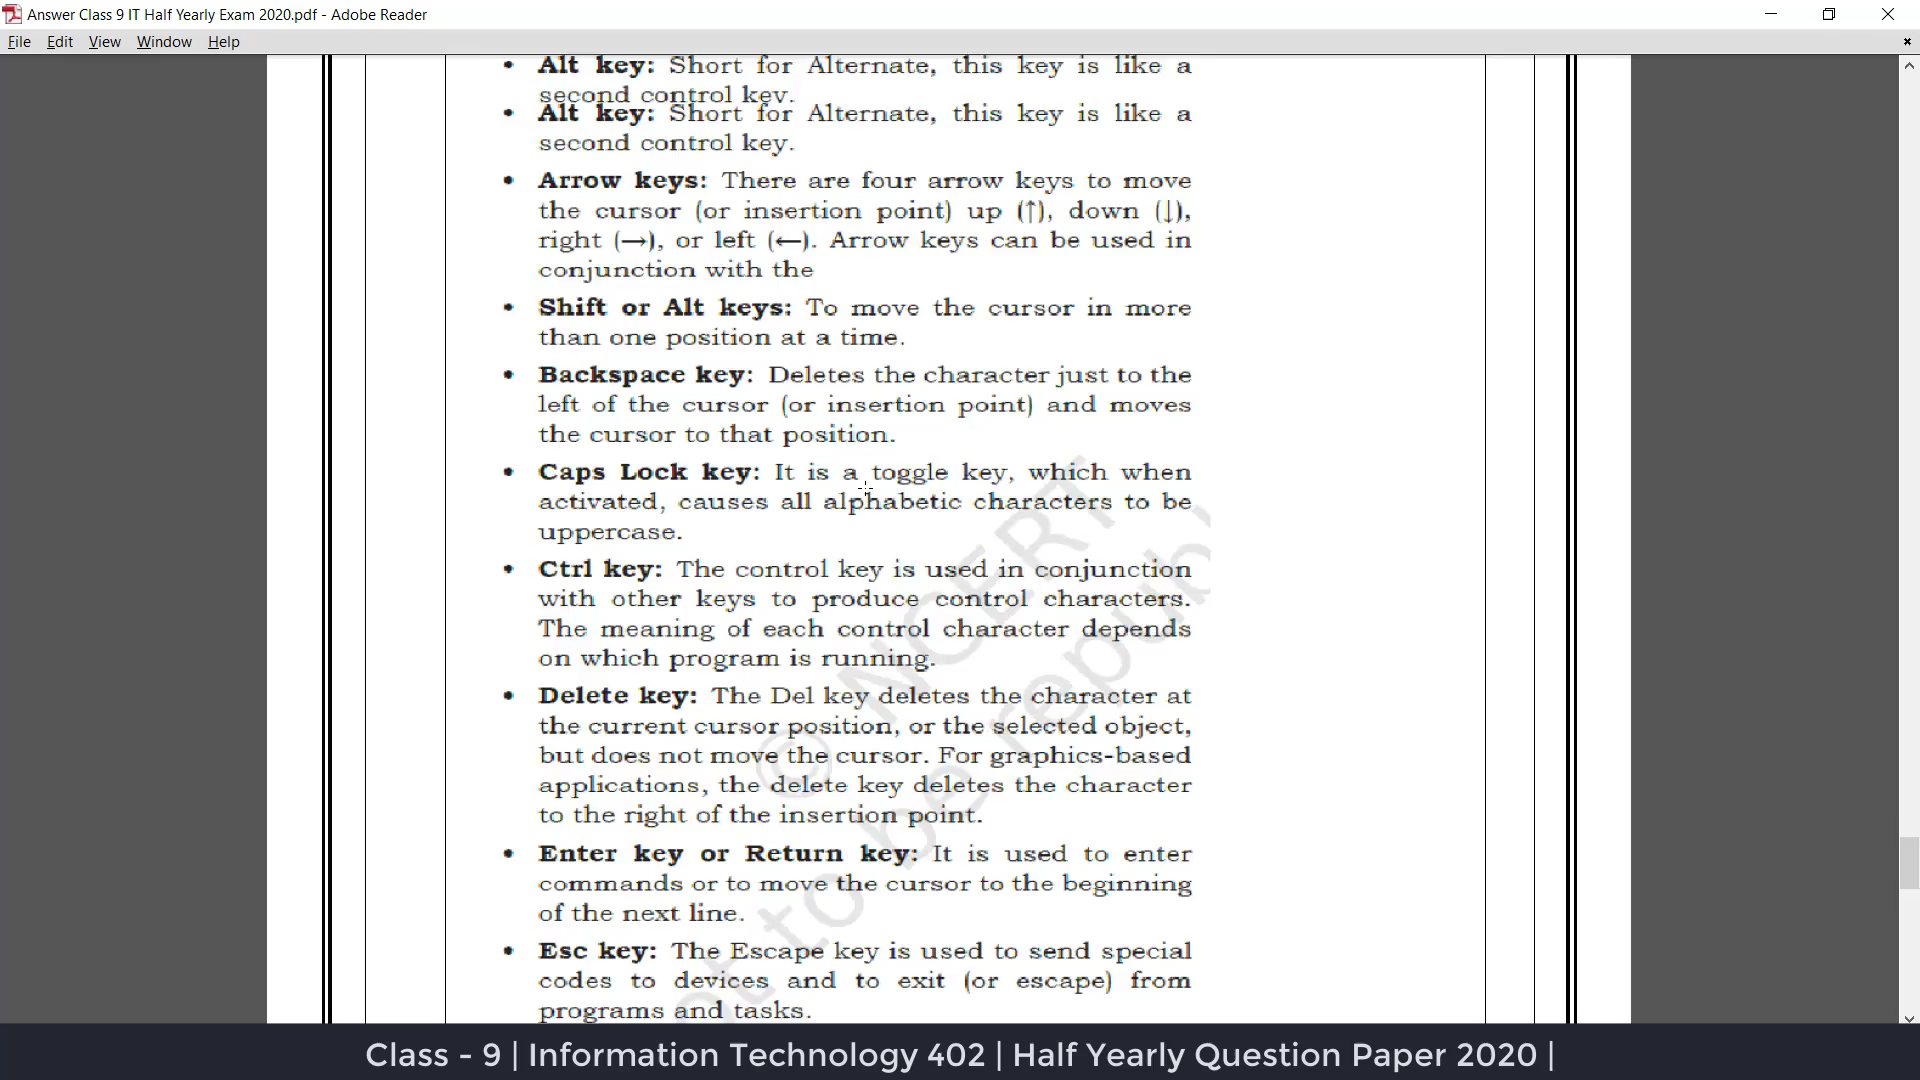 Answer Class 9 IT Half Yearly Exam 2020.pdf - Adobe Reader
File Edit View Window Help
• Alt key: Short for Alternate, this key is like a
second control key.
• Alt key: Short for Alternate, this key is like a
second control key.
• Arrow keys: There are four arrow keys to move
the cursor (or insertion point) up (↑), down (↓),
right (→), or left (←). Arrow keys can be used in
conjunction with the
• Shift or Alt keys: To move the cursor in more
than one position at a time.
• Backspace key: Deletes the character just to the
left of the cursor (or insertion point) and moves
the cursor to that position.
• Caps Lock key: It is a toggle key, which when
activated, causes all alphabetic characters to be
uppercase.
• Ctrl key: The control key is used in conjunction
with other keys to produce control characters.
The meaning of each control character depends
on which program is running.
• Delete key: The Del key deletes the character at
the current cursor position, or the selected object,
but does not move the cursor. For graphics-based
applications, the delete key deletes the character
to the right of the insertion point.
• Enter key or Return key: It is used to enter
commands or to move the cursor to the beginning
of the next line.
• Esc key: The Escape key is used to send special
codes to devices and to exit (or escape) from
programs and tasks.
© NCERT
to be repub
Class - 9 | Information Technology 402 | Half Yearly Question Paper 2020 |